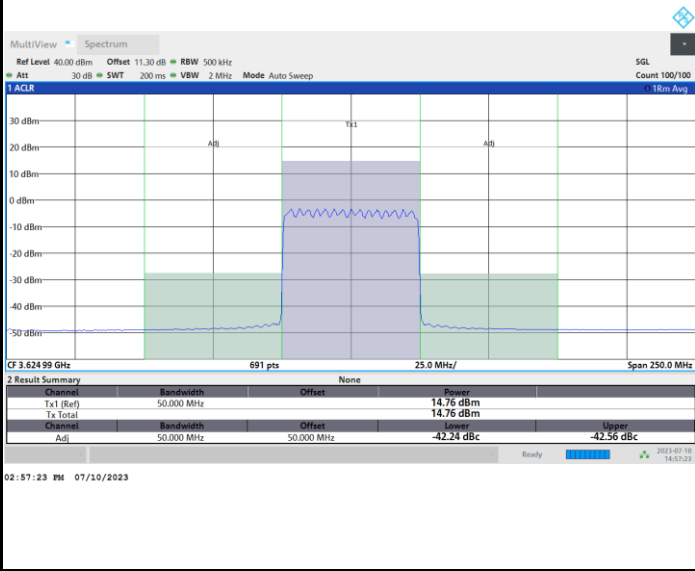 MultiView Spectrum
Ref Level 40.00 dBm Offset 11.30 dB RBW 500 kHz SGL
Att 30 dB SWT 200 ms VBW 2 MHz Mode Auto Sweep Count 100/100
1 ACLR 1Rm Avg
30 dBm
Tx1
20 dBm Adj Adj
10 dBm
0 dBm
-10 dBm
-20 dBm
-30 dBm
-40 dBm
-50 dBm
CF 3.624 99 GHz 691 pts 25.0 MHz/ Span 250.0 MHz
2 Result Summary None
Channel Bandwidth Offset Power
Tx1 (Ref) 50.000 MHz 14.76 dBm
Tx Total 14.76 dBm
Channel Bandwidth Offset Lower Upper
Adj 50.000 MHz 50.000 MHz -42.24 dBc -42.56 dBc
Ready 2023-07-10
14:57:23
02:57:23 PM 07/10/2023